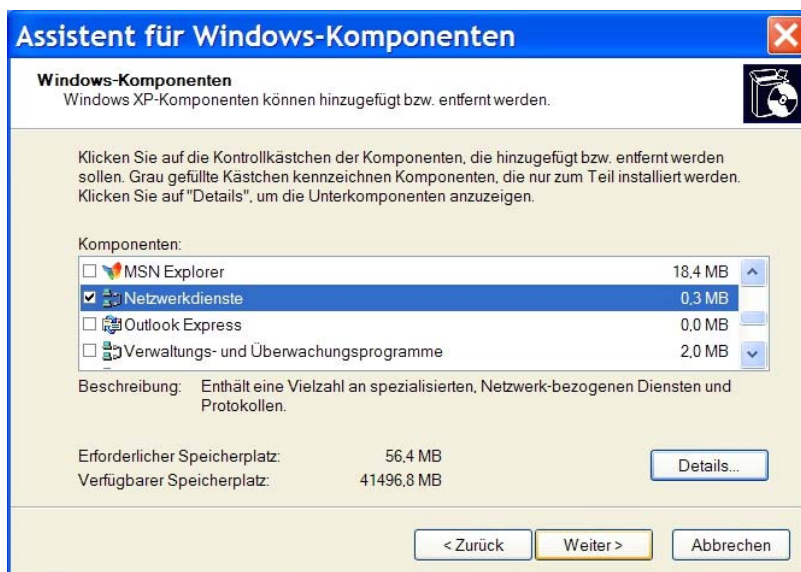 Assistent für Windows-Komponenten
Windows-Komponenten
Windows XP-Komponenten können hinzugefügt bzw. entfernt werden.
Klicken Sie auf die Kontrollkästchen der Komponenten, die hinzugefügt bzw. entfernt werden
sollen. Grau gefüllte Kästchen kennzeichnen Komponenten, die nur zum Teil installiert werden.
Klicken Sie auf "Details", um die Unterkomponenten anzuzeigen.
Komponenten:
MSN Explorer 18,4 MB
Netzwerkdienste 0,3 MB
Outlook Express 0,0 MB
Verwaltungs- und Überwachungsprogramme 2,0 MB
Beschreibung: Enthält eine Vielzahl an spezialisierten, Netzwerk-bezogenen Diensten und
Protokollen.
Erforderlicher Speicherplatz: 56,4 MB
Verfügbarer Speicherplatz: 41496,8 MB
Details...
< Zurück Weiter > Abbrechen